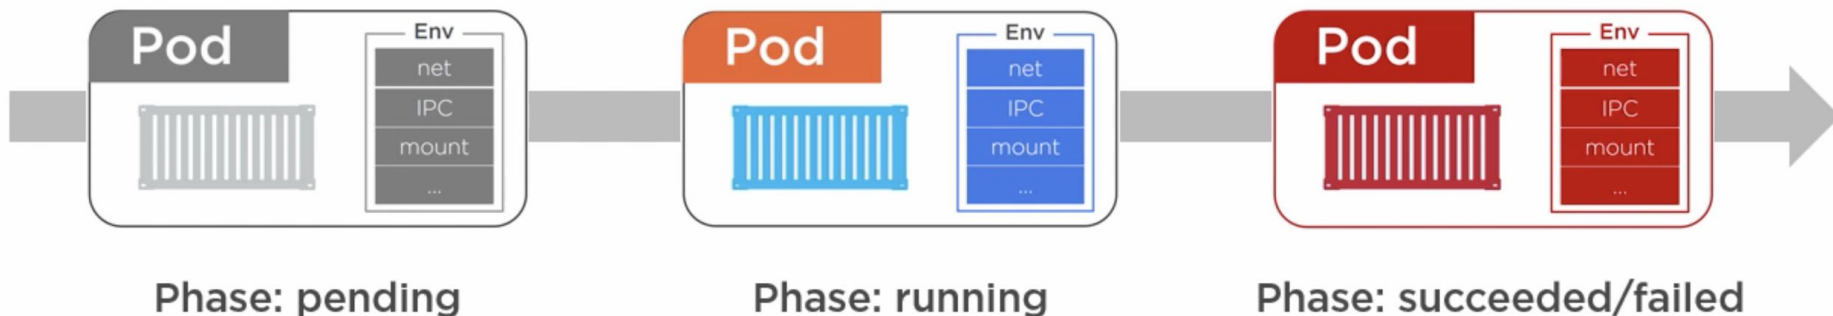 Pod
Env
net
IPC
mount
...
Phase: pending
Pod
Env
net
IPC
mount
...
Phase: running
Pod
Env
net
IPC
mount
...
Phase: succeeded/failed